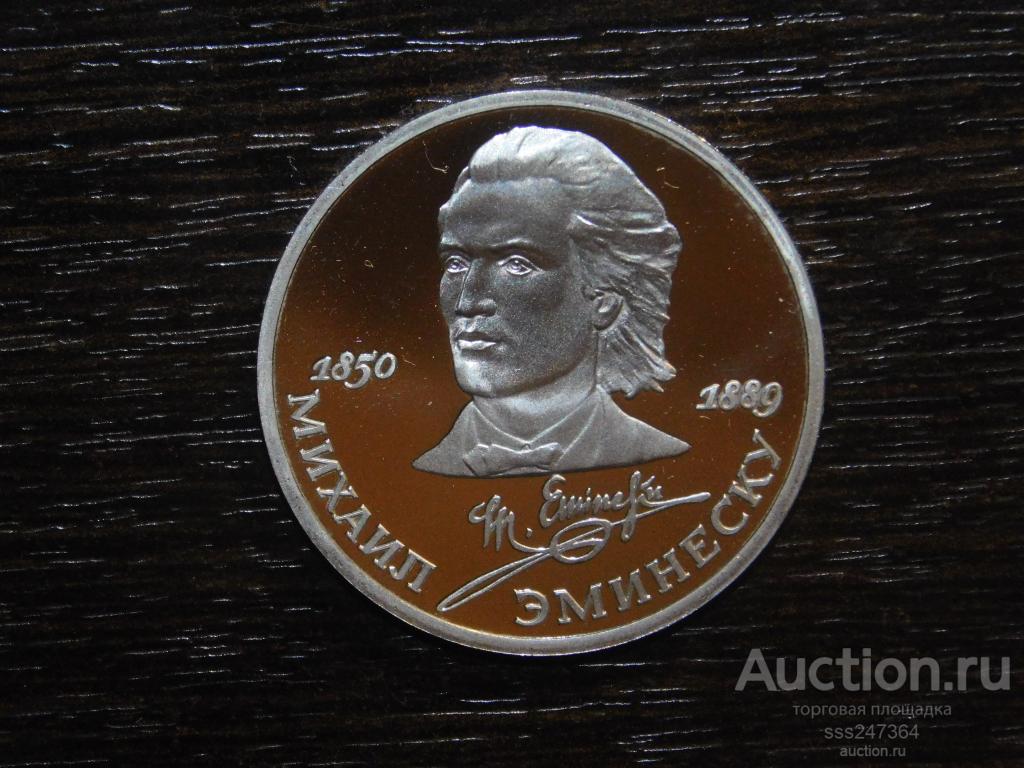 1850
1889
МИХАИЛ ЭМИНЕСКУ
M. Eminescu
Auction.ru
торговая площадка
sss247364
auction.ru